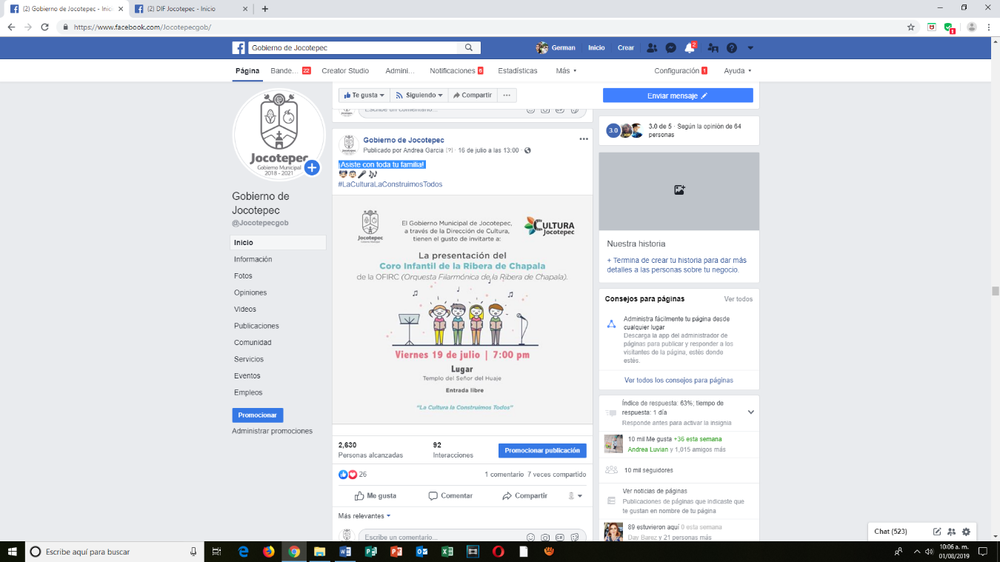 (2) Gobierno de Jocotepec - Inic
(2) DIF Jocotepec - Inicio
https://www.facebook.com/Jocotepecgob/
Gobierno de Jocotepec
German
Inicio
Crear
2
Página
Bande... 22
Creator Studio
Admini...
Notificaciones 6
Estadísticas
Más
Configuración 1
Ayuda
Te gusta
Siguiendo
Compartir
Enviar mensaje
Escribe un comentario...
Jocotepec
Gobierno Municipal
2018 - 2021
Gobierno de
Jocotepec
@Jocotepecgob
Inicio
Información
Fotos
Opiniones
Videos
Publicaciones
Comunidad
Servicios
Eventos
Empleos
Promocionar
Administrar promociones
Gobierno de Jocotepec
Publicado por Andrea Garcia [?] · 16 de julio a las 13:00 ·
¡Asiste con toda tu familia!
#LaCulturaLaConstruimosTodos
Jocotepec
El Gobierno Municipal de Jocotepec,
a través de la Dirección de Cultura,
tienen el gusto de invitarte a:
CULTURA
Jocotepec
La presentación del
Coro Infantil de la Ribera de Chapala
de la OFIRC (Orquesta Filarmónica de la Ribera de Chapala).
Viernes 19 de julio | 7:00 pm
Lugar
Templo del Señor del Huaje
Entrada libre
"La Cultura la Construimos Todos"
2,630
Personas alcanzadas
92
Interacciones
Promocionar publicación
26
1 comentario 7 veces compartido
Me gusta
Comentar
Compartir
Más relevantes
Escribe un comentario...
3.0
3.0 de 5 · Según la opinión de 64
personas
Nuestra historia
+ Termina de crear tu historia para dar más
detalles a las personas sobre tu negocio.
Consejos para páginas
Ver todos
Administra fácilmente tu página desde
cualquier lugar
Descarga la app del administrador de
páginas para publicar y responder a los
visitantes de la página, estés donde
estés.
Ver todos los consejos para páginas
Índice de respuesta: 63%; tiempo de
respuesta: 1 día
Responde antes para activar la insignia
10 mil Me gusta +36 esta semana
Andrea Luvian y 1,015 amigos más
10 mil seguidores
Ver noticias de páginas
Publicaciones de páginas que indicaste que
te gustan en nombre de tu página
89 estuvieron aquí 0 esta semana
Day Barez y 21 personas más
Chat (523)
Escribe aquí para buscar
10:06 a. m.
01/08/2019